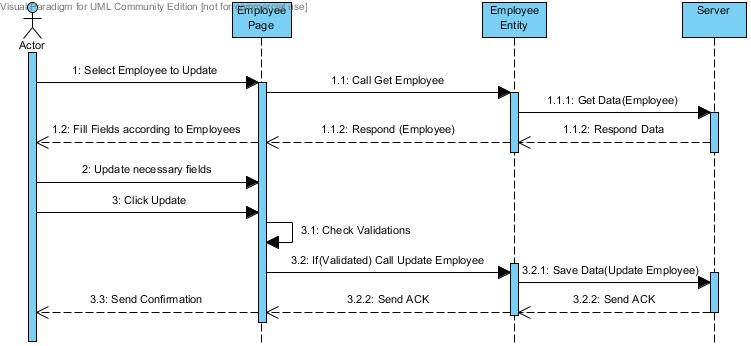 Visual Paradigm for UML Community Edition [not for commercial use]
Employee Page
Employee Entity
Server
Actor
1: Select Employee to Update
1.1: Call Get Employee
1.1.1: Get Data(Employee)
1.2: Fill Fields according to Employees
1.1.2: Respond (Employee)
1.1.2: Respond Data
2: Update necessary fields
3: Click Update
3.1: Check Validations
3.2: If(Validated) Call Update Employee
3.2.1: Save Data(Update Employee)
3.3: Send Confirmation
3.2.2: Send ACK
3.2.2: Send ACK